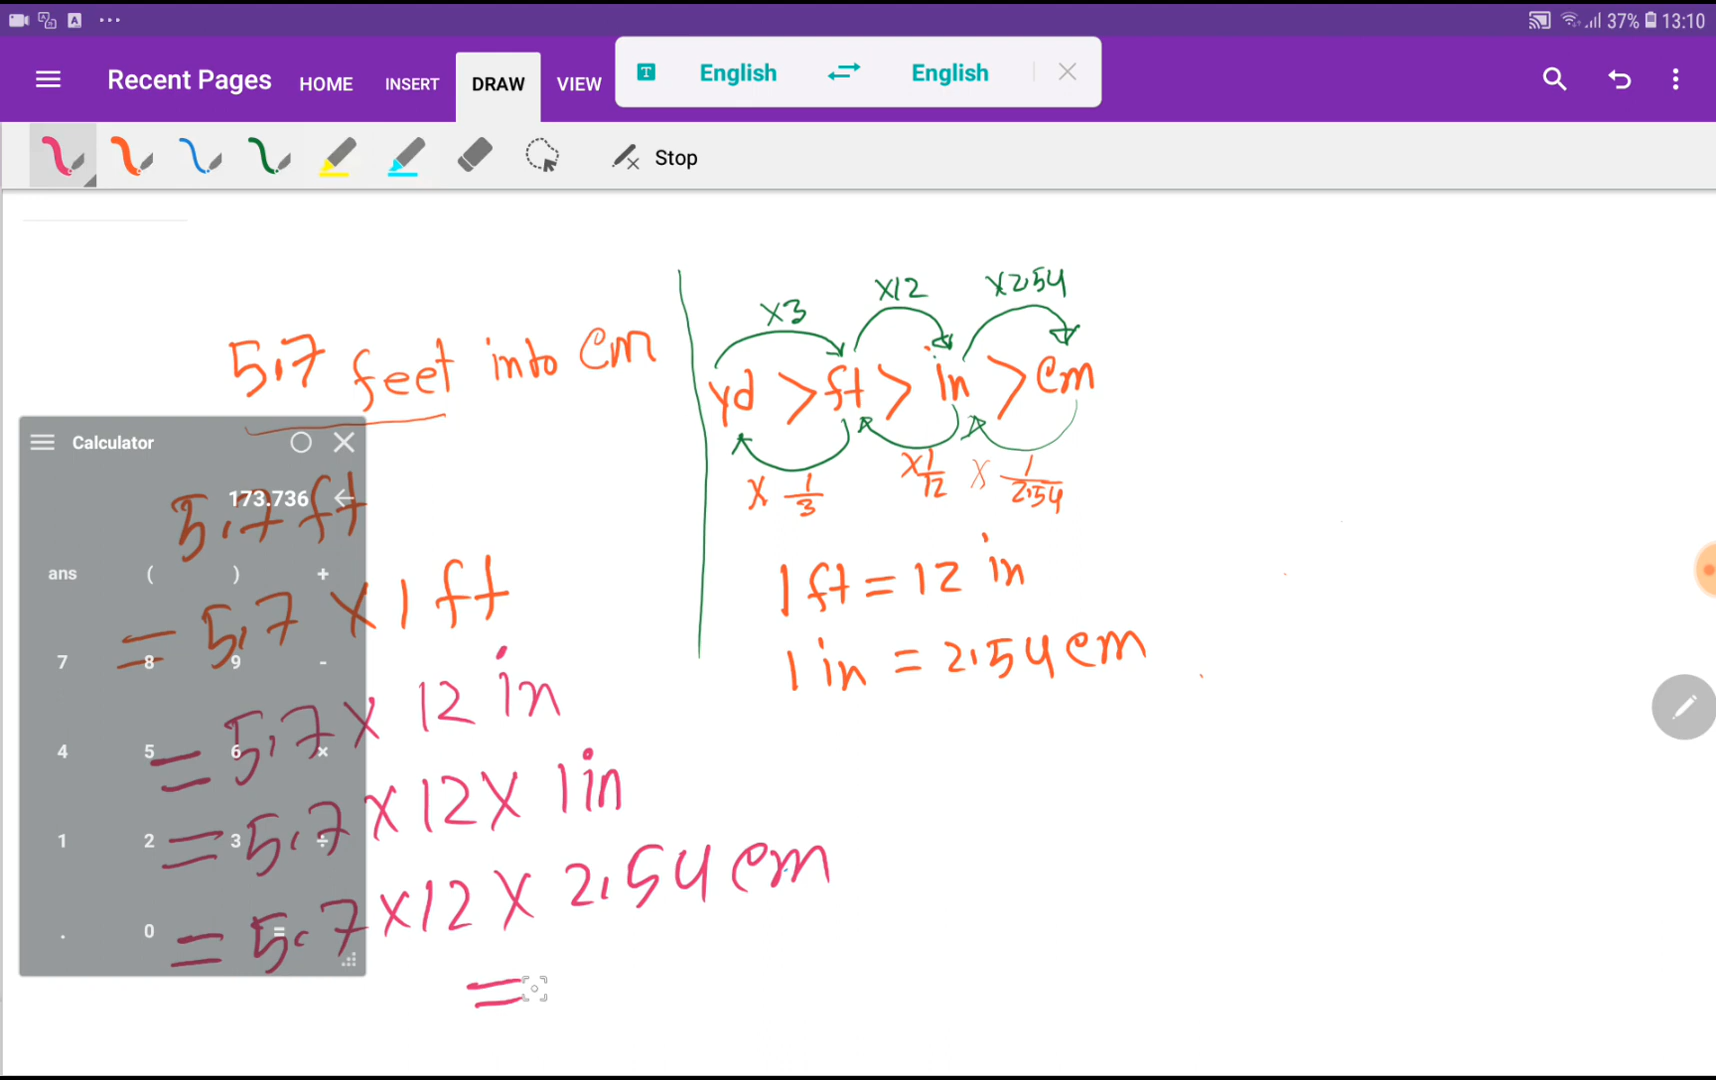 37% 13:10
Recent Pages HOME INSERT DRAW VIEW
English English
Stop
x3 x12 x2.54
5.7 feet into cm
yd > ft > in > cm
x 1/3 x 1/12 x 1/2.54
Calculator
173.736
5.7 ft
ans ( ) +
1 ft = 12 in
= 5.7 x 1 ft
7 8 9 -
1 in = 2.54 cm
= 5.7 x 12 in
4 5 6 ×
= 5.7 x 12 x 1 in
1 2 3 ÷
= 5.7 x 12 x 2.54 cm
. 0 =
=